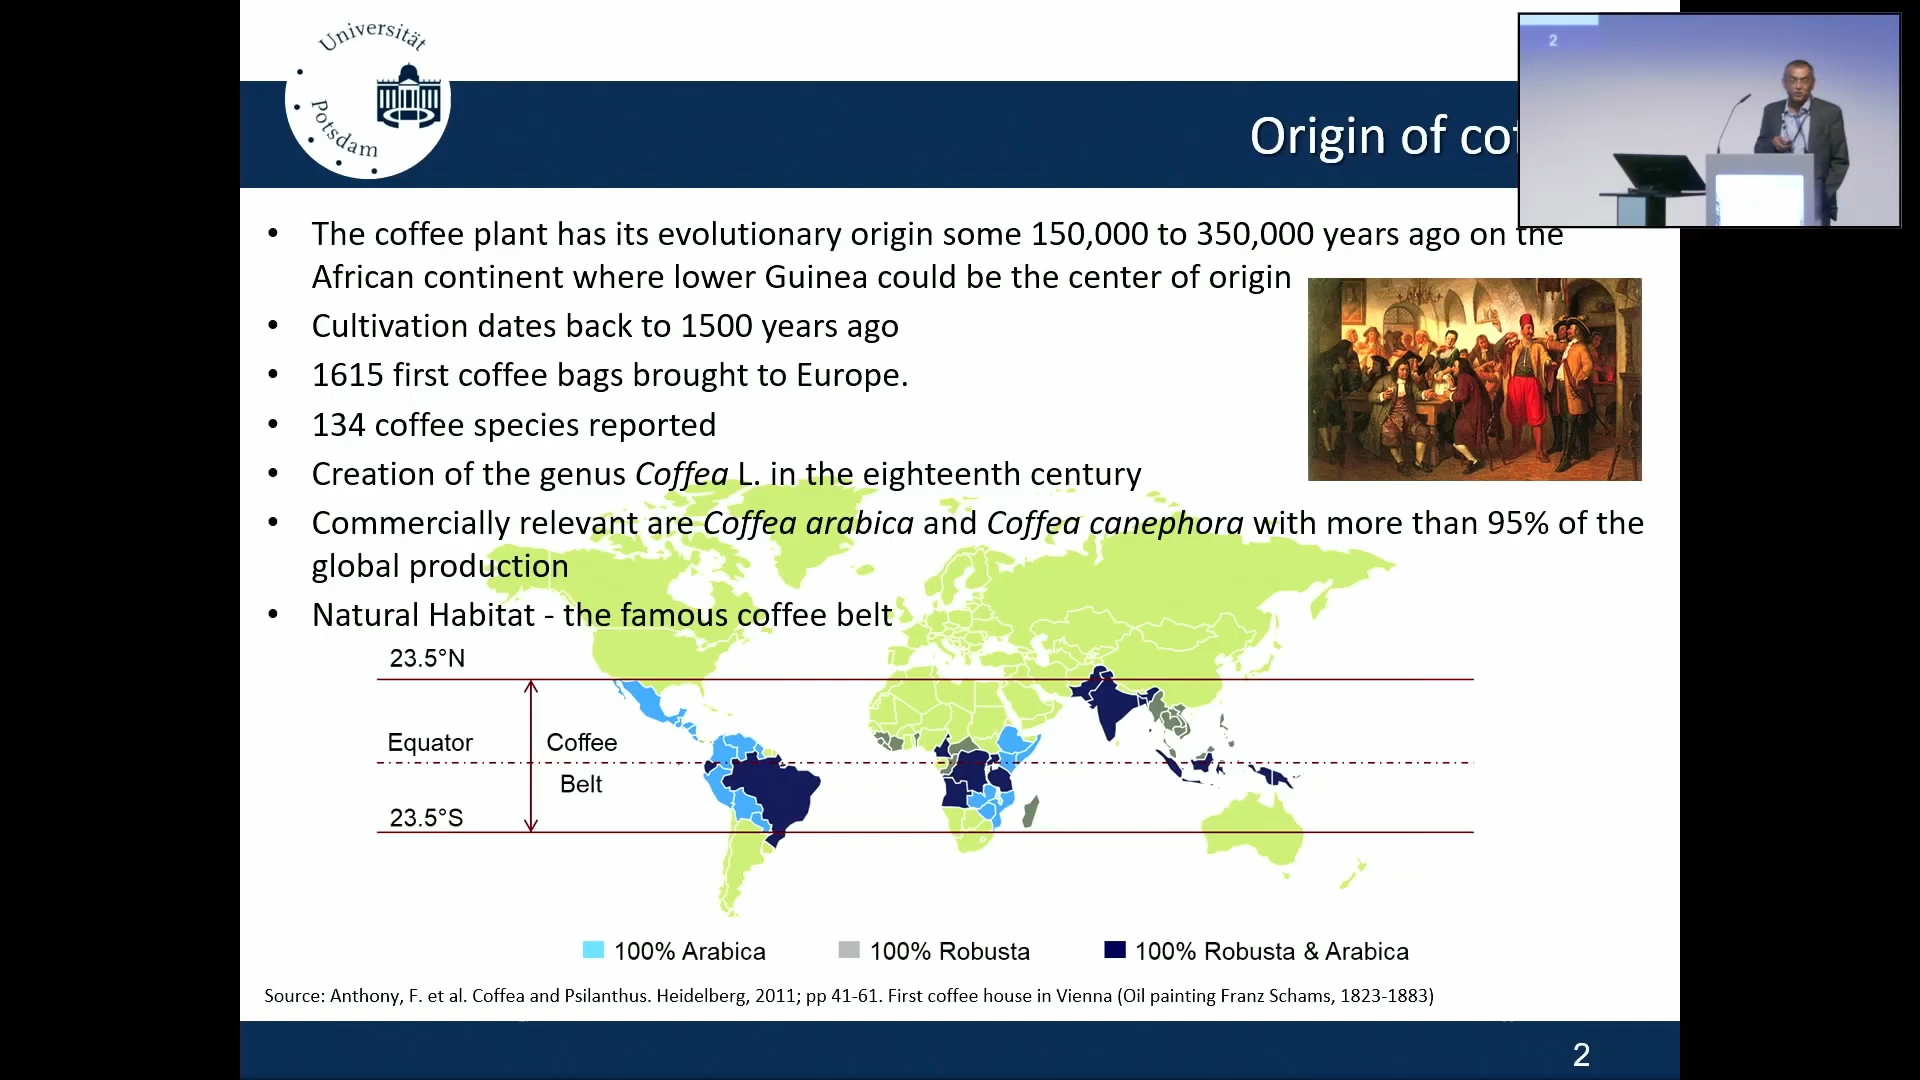 Universität
Potsdam
Origin of cof
2
• The coffee plant has its evolutionary origin some 150,000 to 350,000 years ago on the
African continent where lower Guinea could be the center of origin
• Cultivation dates back to 1500 years ago
• 1615 first coffee bags brought to Europe.
• 134 coffee species reported
• Creation of the genus Coffea L. in the eighteenth century
• Commercially relevant are Coffea arabica and Coffea canephora with more than 95% of the
global production
• Natural Habitat - the famous coffee belt
23.5°N
Equator
Coffee
Belt
23.5°S
100% Arabica
100% Robusta
100% Robusta & Arabica
Source: Anthony, F. et al. Coffea and Psilanthus. Heidelberg, 2011; pp 41-61. First coffee house in Vienna (Oil painting Franz Schams, 1823-1883)
2